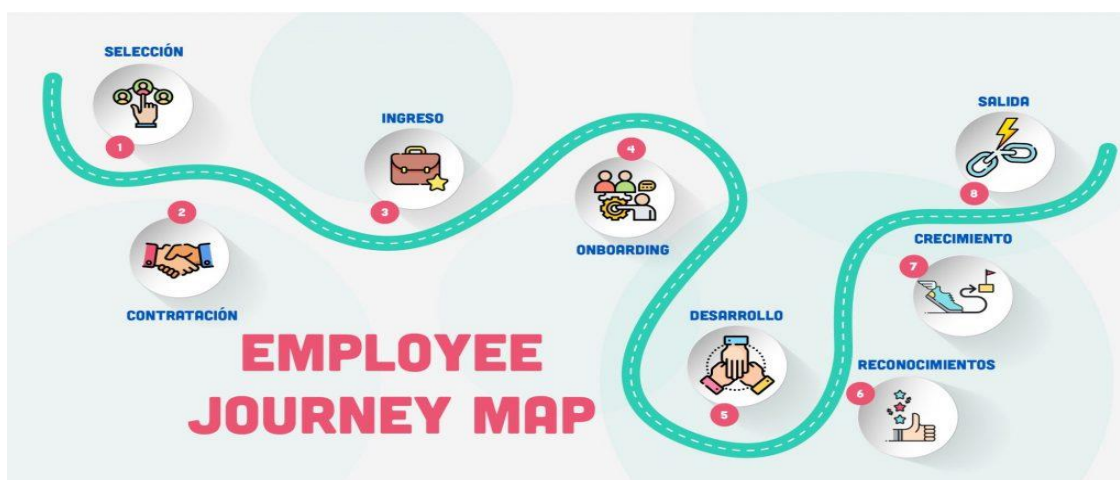 SELECCIÓN
1
2
CONTRATACIÓN
INGRESO
3
4
ONBOARDING
DESARROLLO
5
RECONOCIMIENTOS
6
CRECIMIENTO
7
SALIDA
8
EMPLOYEE
JOURNEY MAP